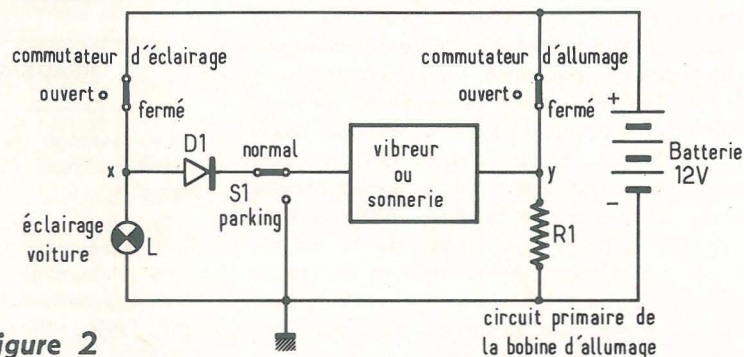 commutateur d'éclairage
ouvert
fermé
commutateur d'allumage
ouvert
fermé
+
Batterie
12V
-
x
D1
normal
S1
parking
vibreur
ou
sonnerie
y
éclairage
voiture
L
R1
circuit primaire de
la bobine d'allumage
igure 2